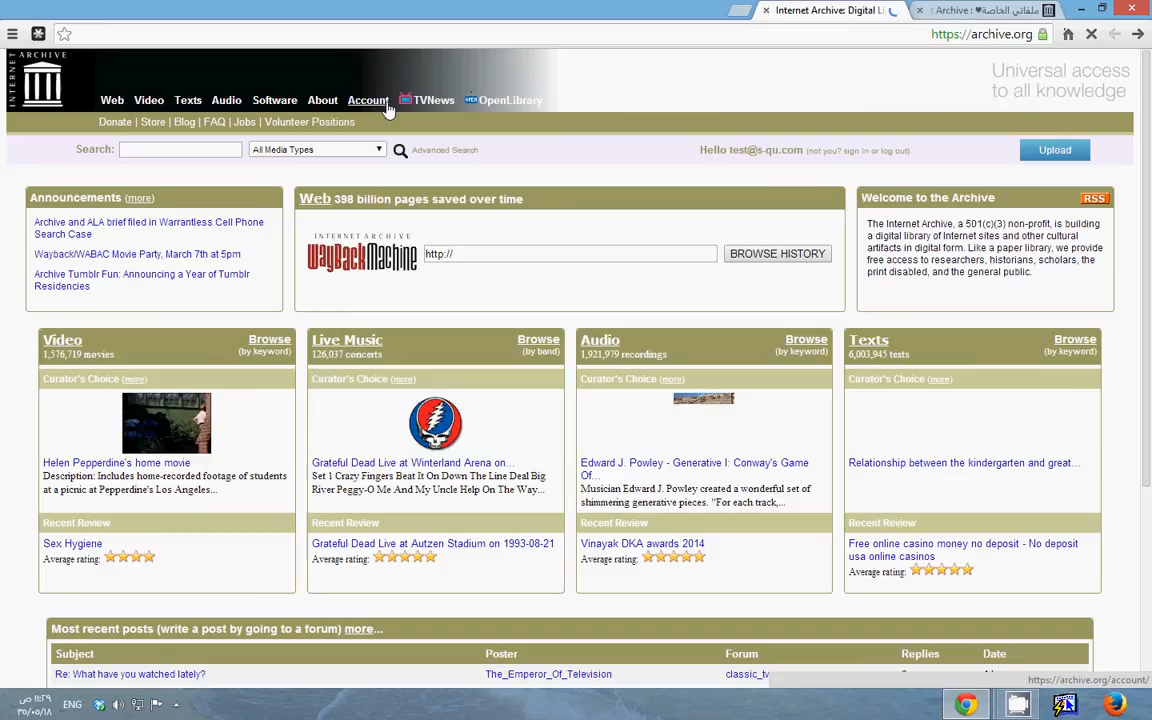 Internet Archive: Digital Li
Archive : ملفاتي الخاصة♥
https://archive.org
INTERNET ARCHIVE
Universal access
to all knowledge
Web Video Texts Audio Software About Account TVNews OpenLibrary
Donate | Store | Blog | FAQ | Jobs | Volunteer Positions
Search: All Media Types Advanced Search Hello test@s-qu.com (not you? sign in or log out) Upload
Announcements (more)
Archive and ALA brief filed in Warrantless Cell Phone
Search Case
Wayback/WABAC Movie Party, March 7th at 5pm
Archive Tumblr Fun: Announcing a Year of Tumblr
Residencies
Web 398 billion pages saved over time
INTERNET ARCHIVE
WayBackMachine http:// BROWSE HISTORY
Welcome to the Archive RSS
The Internet Archive, a 501(c)(3) non-profit, is building
a digital library of Internet sites and other cultural
artifacts in digital form. Like a paper library, we provide
free access to researchers, historians, scholars, the
print disabled, and the general public.
Video Browse
1,576,719 movies (by keyword)
Curator's Choice (more)
Helen Pepperdine's home movie
Description: Includes home-recorded footage of students
at a picnic at Pepperdine's Los Angeles...
Recent Review
Sex Hygiene
Average rating:
Live Music Browse
126,037 concerts (by band)
Curator's Choice (more)
Grateful Dead Live at Winterland Arena on...
Set 1 Crazy Fingers Beat It On Down The Line Deal Big
River Peggy-O Me And My Uncle Help On The Way...
Recent Review
Grateful Dead Live at Autzen Stadium on 1993-08-21
Average rating:
Audio Browse
1,921,979 recordings (by keyword)
Curator's Choice (more)
Edward J. Powley - Generative I: Conway's Game
Of...
Musician Edward J. Powley created a wonderful set of
shimmering generative pieces. "For each track,...
Recent Review
Vinayak DKA awards 2014
Average rating:
Texts Browse
6,003,945 texts (by keyword)
Curator's Choice (more)
Relationship between the kindergarten and great...
Recent Review
Free online casino money no deposit - No deposit
usa online casinos
Average rating:
Most recent posts (write a post by going to a forum) more...
Subject Poster Forum Replies Date
Re: What have you watched lately? The_Emperor_Of_Television classic_tv
https://archive.org/account/
ENG
١١:٢٩ ص
٣٥/٠٥/١٨